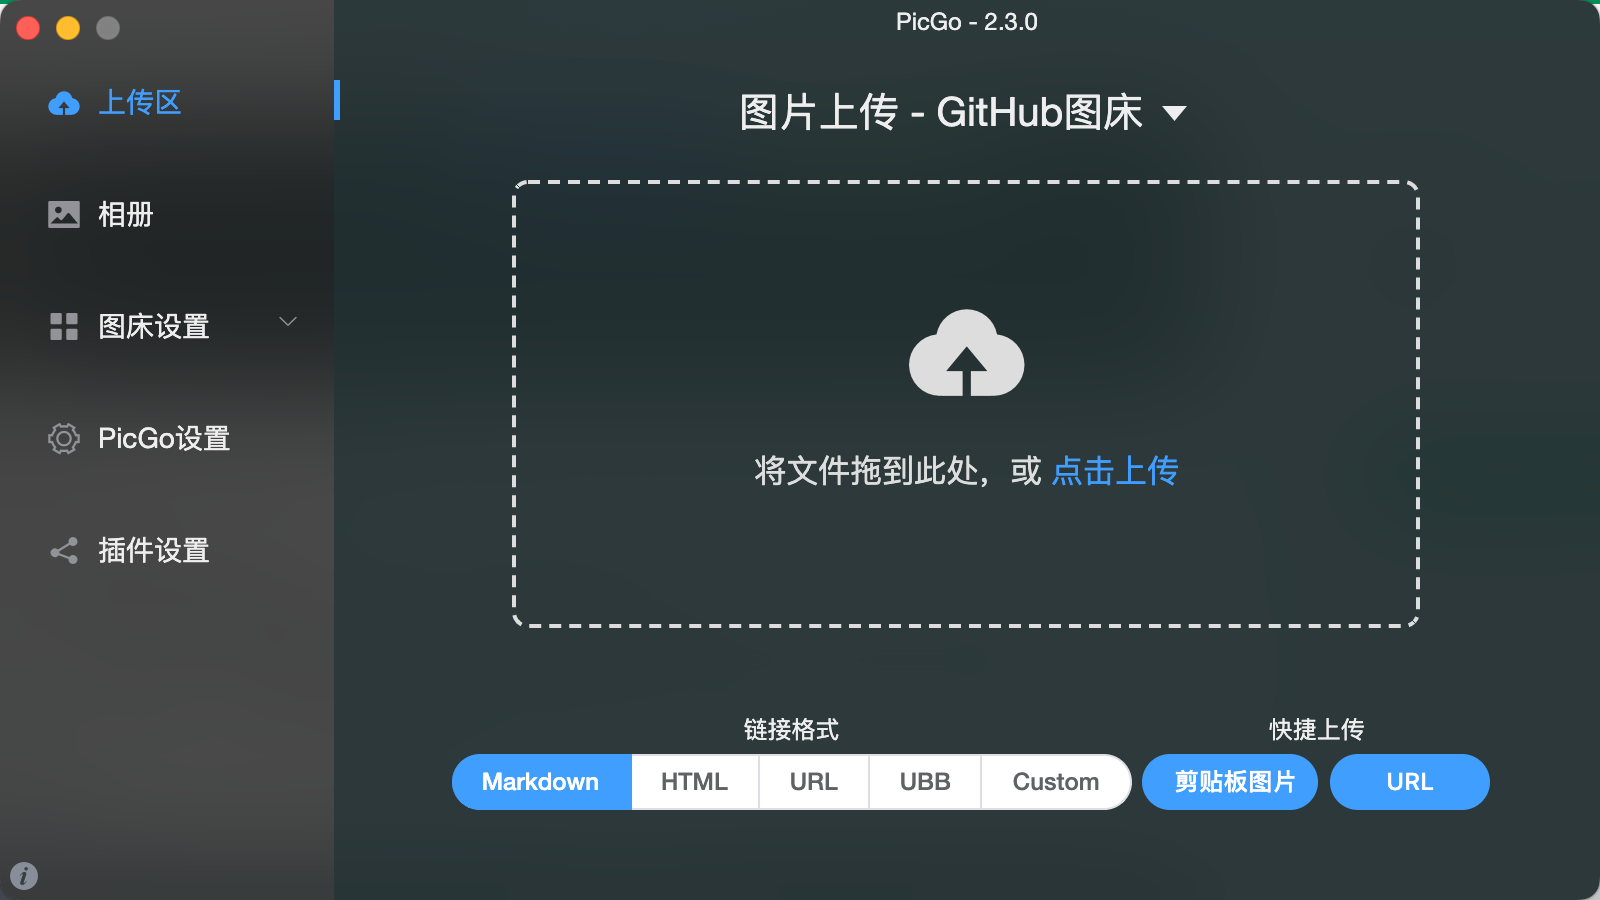 PicGo - 2.3.0
上传区
相册
图床设置
PicGo设置
插件设置
图片上传 - GitHub图床
将文件拖到此处，或 点击上传
链接格式
Markdown HTML URL UBB Custom
快捷上传
剪贴板图片 URL
i